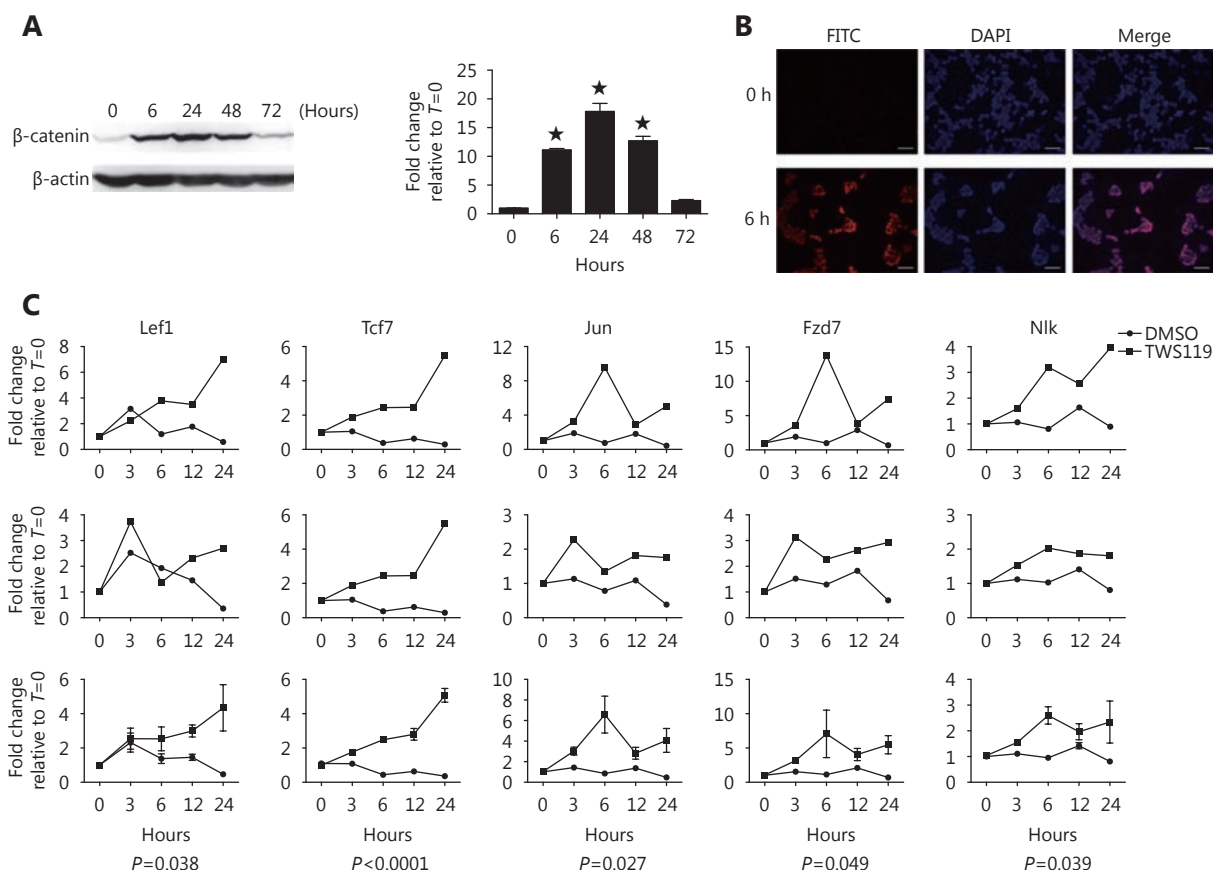 A
0 6 24 48 72 (Hours)
β-catenin
β-actin
Fold change
relative to T=0
25
20
15
10
5
0
★ ★ ★
0 6 24 48 72
Hours
B
FITC DAPI Merge
0 h
6 h
C
Lef1 Tcf7 Jun Fzd7 Nlk
DMSO
TWS119
Fold change
relative to T=0
8 6 4 2 0
6 4 2 0
12 8 4 0
15 10 5 0
4 3 2 1 0
0 3 6 12 24 0 3 6 12 24 0 3 6 12 24 0 3 6 12 24 0 3 6 12 24
Fold change
relative to T=0
4 3 2 1 0
6 4 2 0
3 2 1 0
4 3 2 1 0
4 3 2 1 0
0 3 6 12 24 0 3 6 12 24 0 3 6 12 24 0 3 6 12 24 0 3 6 12 24
Fold change
relative to T=0
6 4 2 0
6 4 2 0
10 8 6 4 2 0
15 10 5 0
4 3 2 1 0
0 3 6 12 24 0 3 6 12 24 0 3 6 12 24 0 3 6 12 24 0 3 6 12 24
Hours Hours Hours Hours Hours
P=0.038 P<0.0001 P=0.027 P=0.049 P=0.039